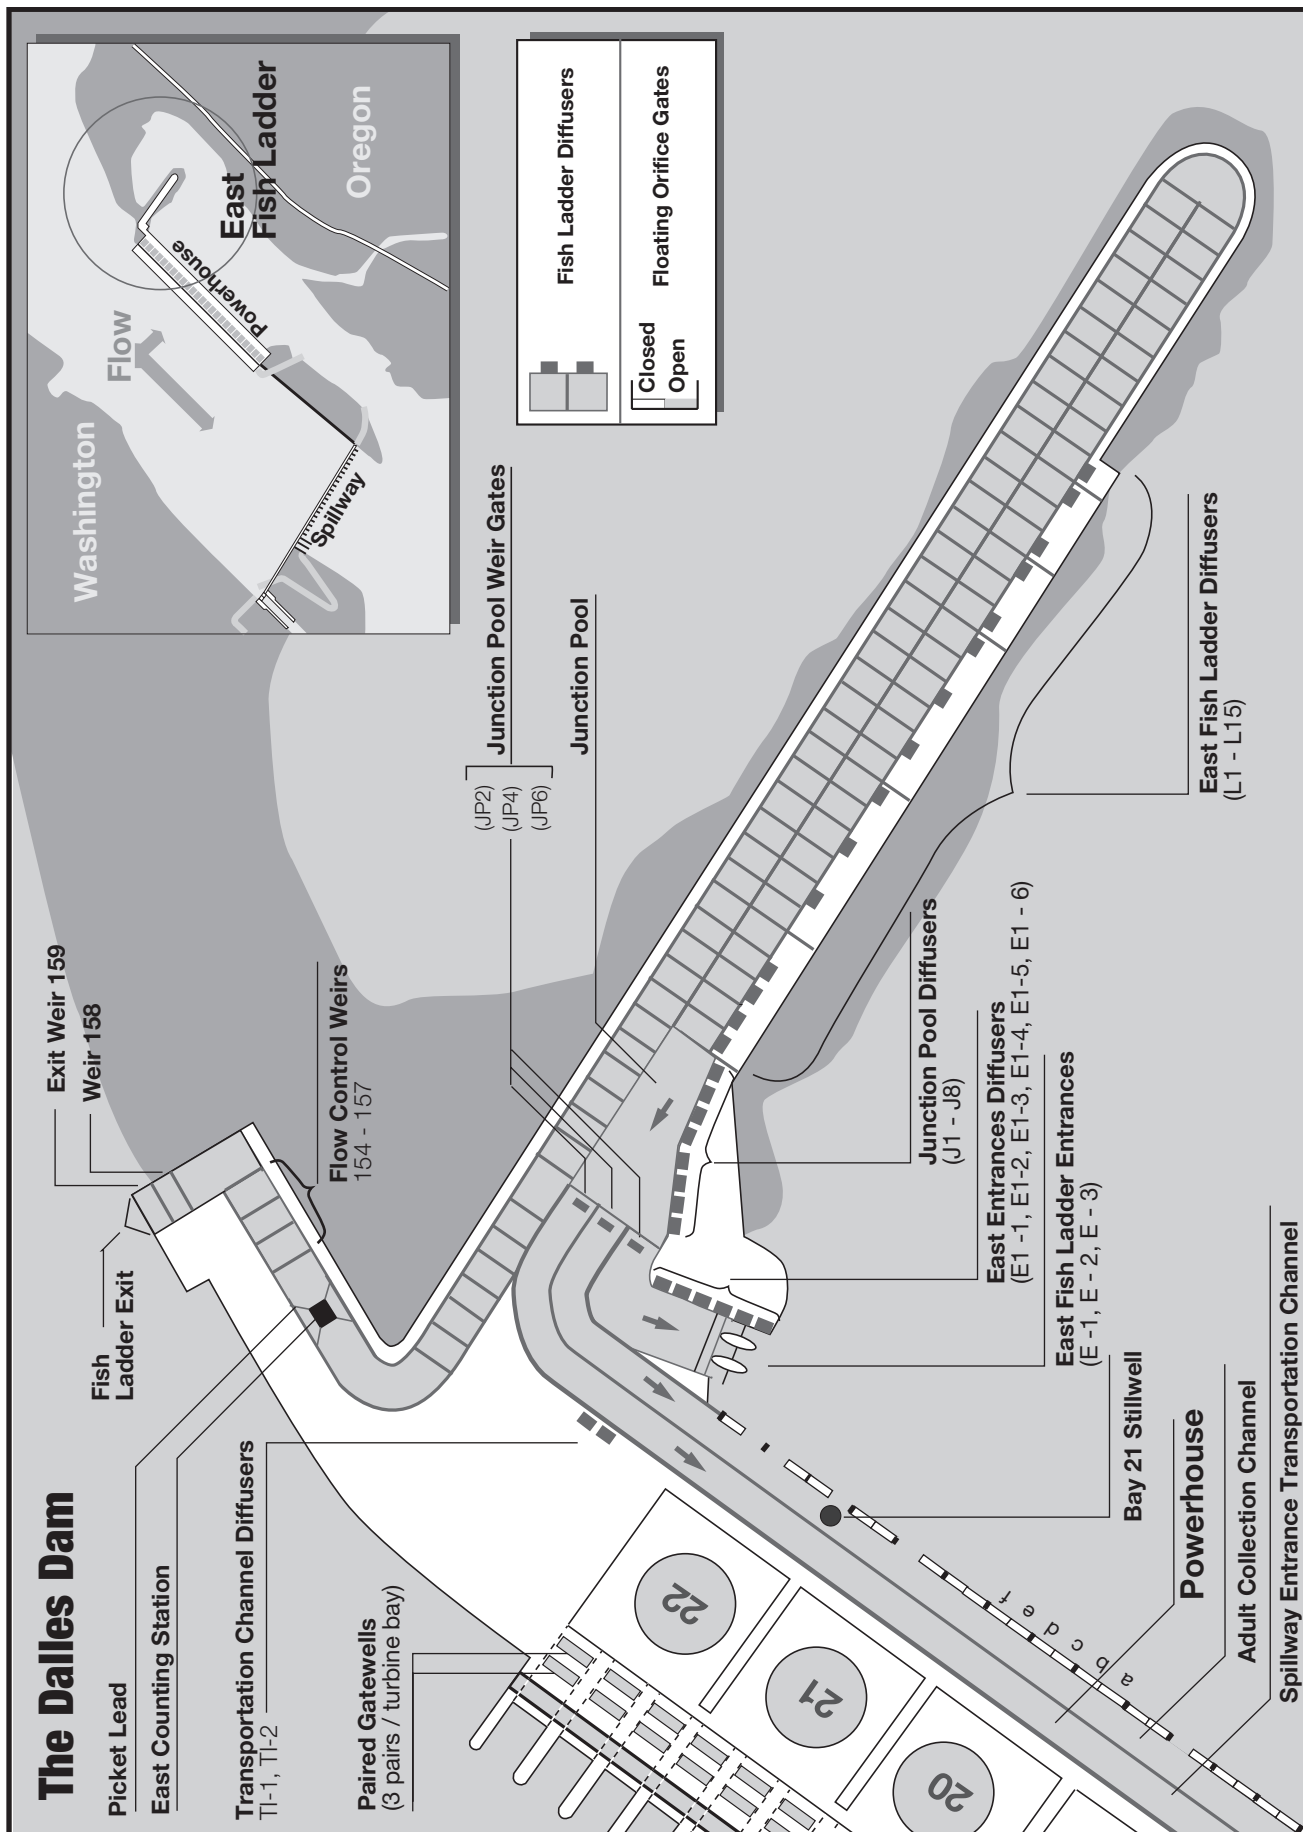 The Dalles Dam
Picket Lead
East Counting Station
Transportation Channel Diffusers
TI-1, TI-2
Paired Gatewells
(3 pairs / turbine bay)
Fish
Ladder Exit
Exit Weir 159
Weir 158
Flow Control Weirs
154 - 157
Washington
Flow
Powerhouse
Spillway
East
Fish Ladder
Oregon
Junction Pool Weir Gates
(JP2)
(JP4)
(JP6)
Junction Pool
Fish Ladder Diffusers
Floating Orifice Gates
Closed
Open
22
21
20
a b c d e f
Junction Pool Diffusers
(J1 - J8)
East Entrances Diffusers
(E1 -1, E1-2, E1-3, E1-4, E1-5, E1 - 6)
East Fish Ladder Entrances
(E -1, E - 2, E - 3)
Bay 21 Stillwell
Powerhouse
Adult Collection Channel
Spillway Entrance Transportation Channel
East Fish Ladder Diffusers
(L1 - L15)